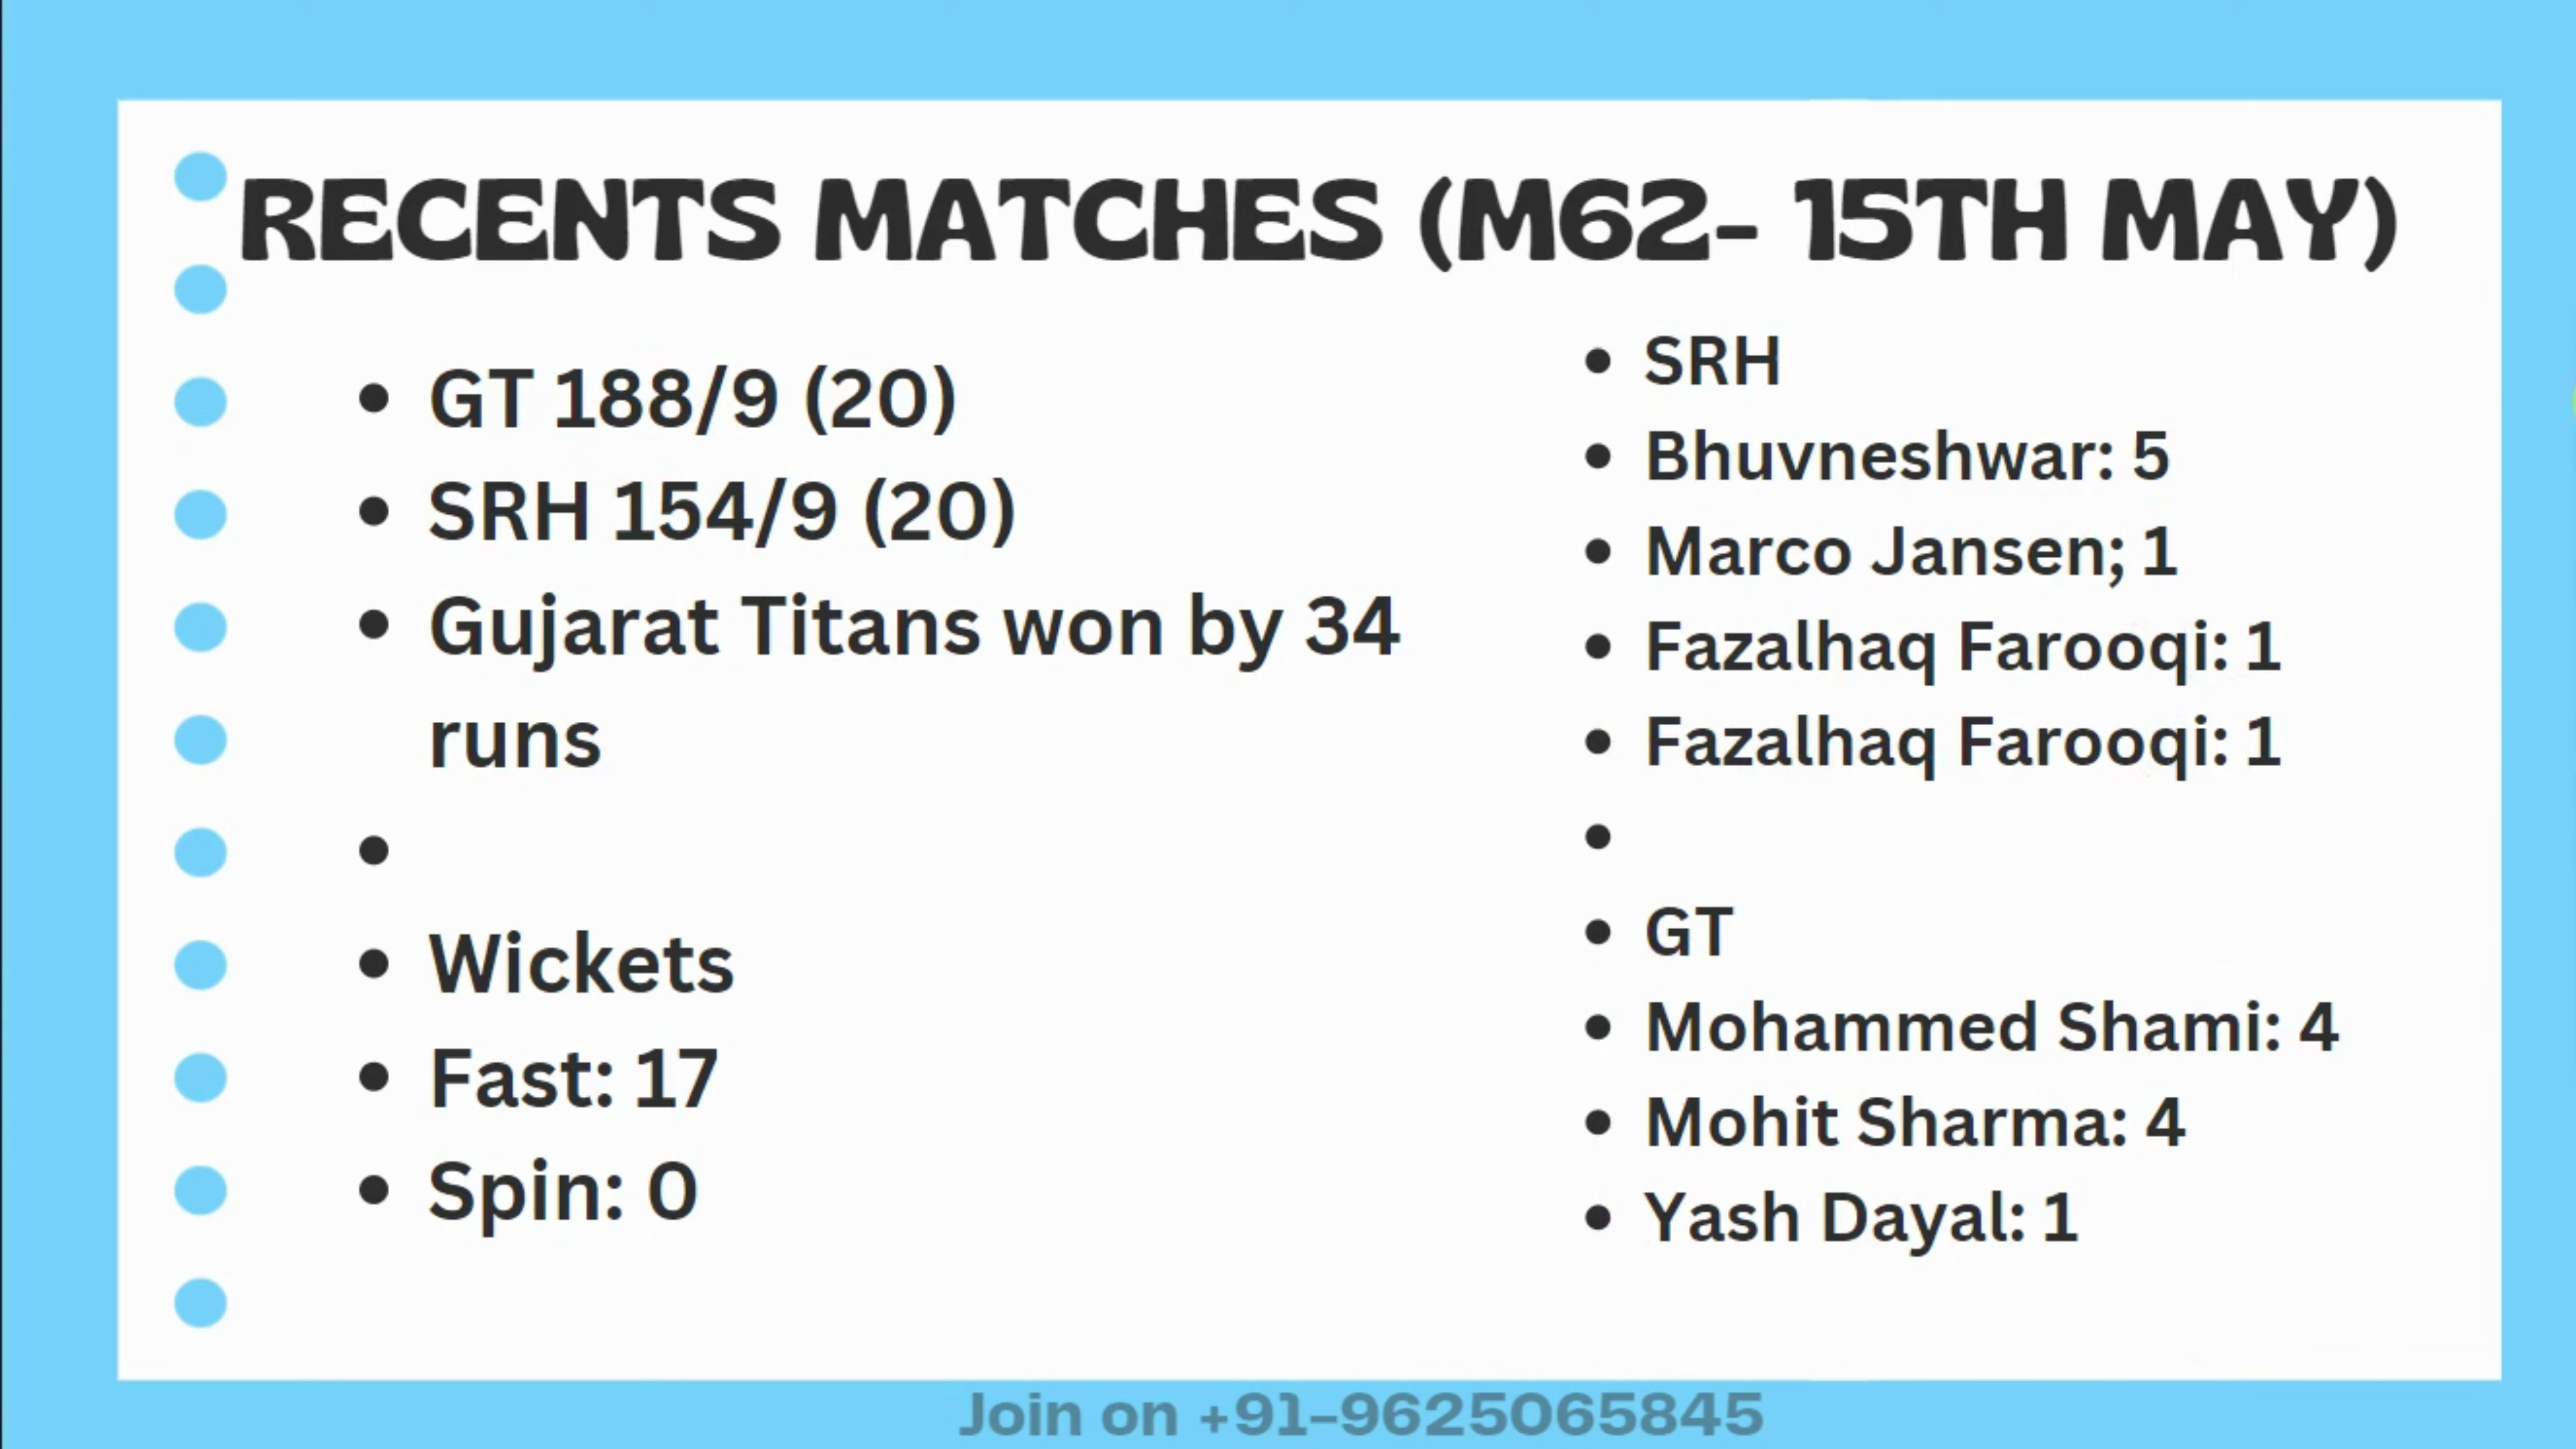 RECENTS MATCHES (M62- 15TH MAY)
• GT 188/9 (20)
• SRH 154/9 (20)
• Gujarat Titans won by 34
runs
•
• Wickets
• Fast: 17
• Spin: 0
• SRH
• Bhuvneshwar: 5
• Marco Jansen; 1
• Fazalhaq Farooqi: 1
• Fazalhaq Farooqi: 1
•
• GT
• Mohammed Shami: 4
• Mohit Sharma: 4
• Yash Dayal: 1
Join on +91-9625065845